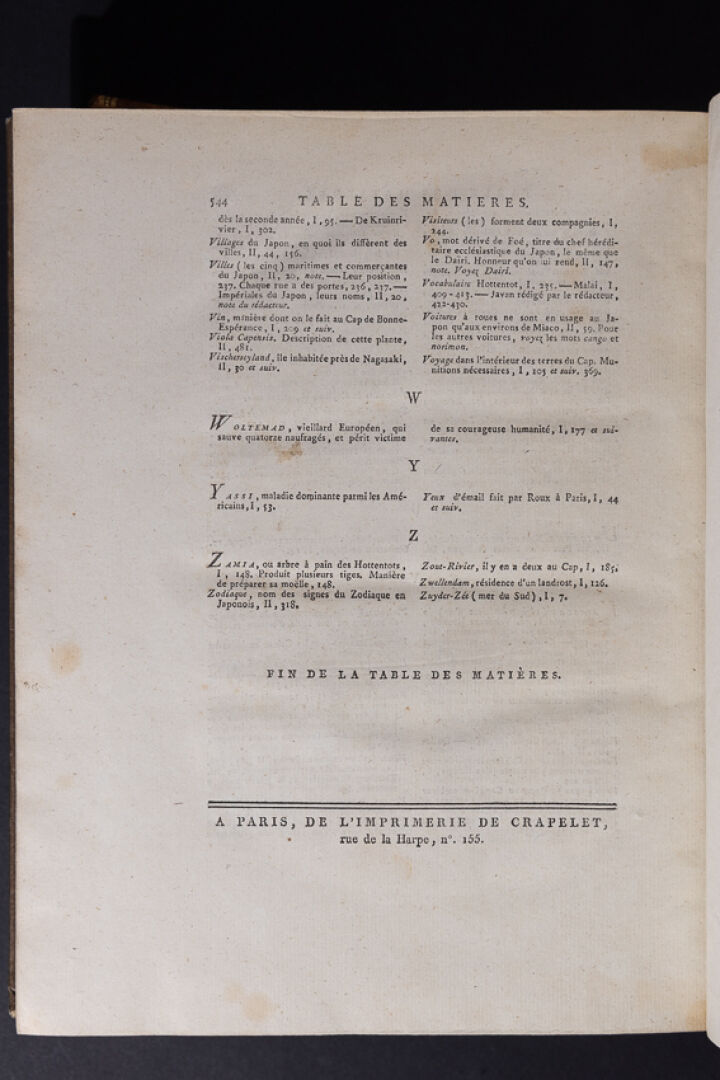 544 TABLE DES MATIERES.
dès la seconde année, I, 95. — De Kruinri-
vier, I, 302.
Villages du Japon, en quoi ils diffèrent des
villes, II, 44, 156.
Villes (les cinq) maritimes et commerçantes
du Japon, II, 20, note. — Leur position,
237. Chaque rue a des portes, 236, 237. —
Impériales du Japon, leurs noms, II, 20,
note du rédacteur.
Vin, manière dont on le fait au Cap de Bonne-
Espérance, I, 209 et suiv.
Viola Capensis. Description de cette plante,
II, 481.
Vischerseyland, île inhabitée près de Nagasaki,
II, 30 et suiv.
Visiteurs (les) forment deux compagnies, I,
244.
Vo, mot dérivé de Foé, titre du chef hérédi-
taire ecclésiastique du Japon, le même que
le Dairi. Honneur qu'on lui rend, II, 147,
note. Voyez Dairi.
Vocabulaire Hottentot, I, 235. — Malai, I,
409-413. — Javan rédigé par le rédacteur,
422-430.
Voitures à roues ne sont en usage au Ja-
pon qu'aux environs de Miaco, II, 59. Pour
les autres voitures, voyez les mots cango et
norimon.
Voyage dans l'intérieur des terres du Cap. Mu-
nitions nécessaires, I, 105 et suiv. 369.
W
WOLTEMAD, vieillard Européen, qui
sauve quatorze naufragés, et périt victime
de sa courageuse humanité, I, 177 et sui-
vantes.
Y
YASSI, maladie dominante parmi les Amé-
ricains, I, 53.
Yeux d'émail fait par Roux à Paris, I, 44
et suiv.
Z
ZAMIA, ou arbre à pain des Hottentots,
I, 148. Produit plusieurs tiges. Manière
de préparer sa moëlle, 148.
Zodiaque, nom des signes du Zodiaque en
Japonois, II, 318.
Zout-Rivier, il y en a deux au Cap, I, 185.
Zwellendam, résidence d'un landrost, I, 126.
Zuyder-Zée (mer du Sud), I, 7.
FIN DE LA TABLE DES MATIÈRES.
A PARIS, DE L'IMPRIMERIE DE CRAPELET,
rue de la Harpe, n°. 155.